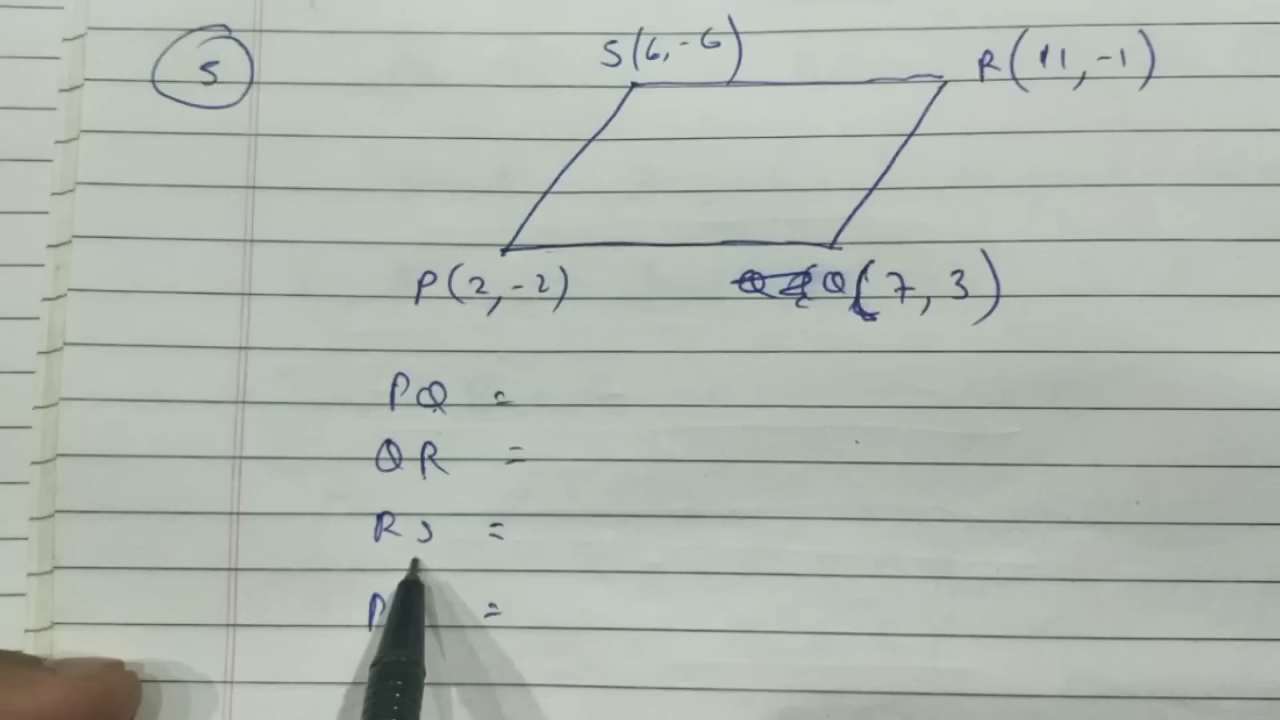 5
S(6,-6)
R(11,-1)
P(2,-2)
Q(7,3)
PQ =
QR =
RS =
P =